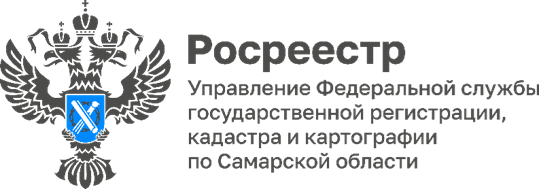 Росреестр
Управление Федеральной службы
государственной регистрации,
кадастра и картографии
по Самарской области